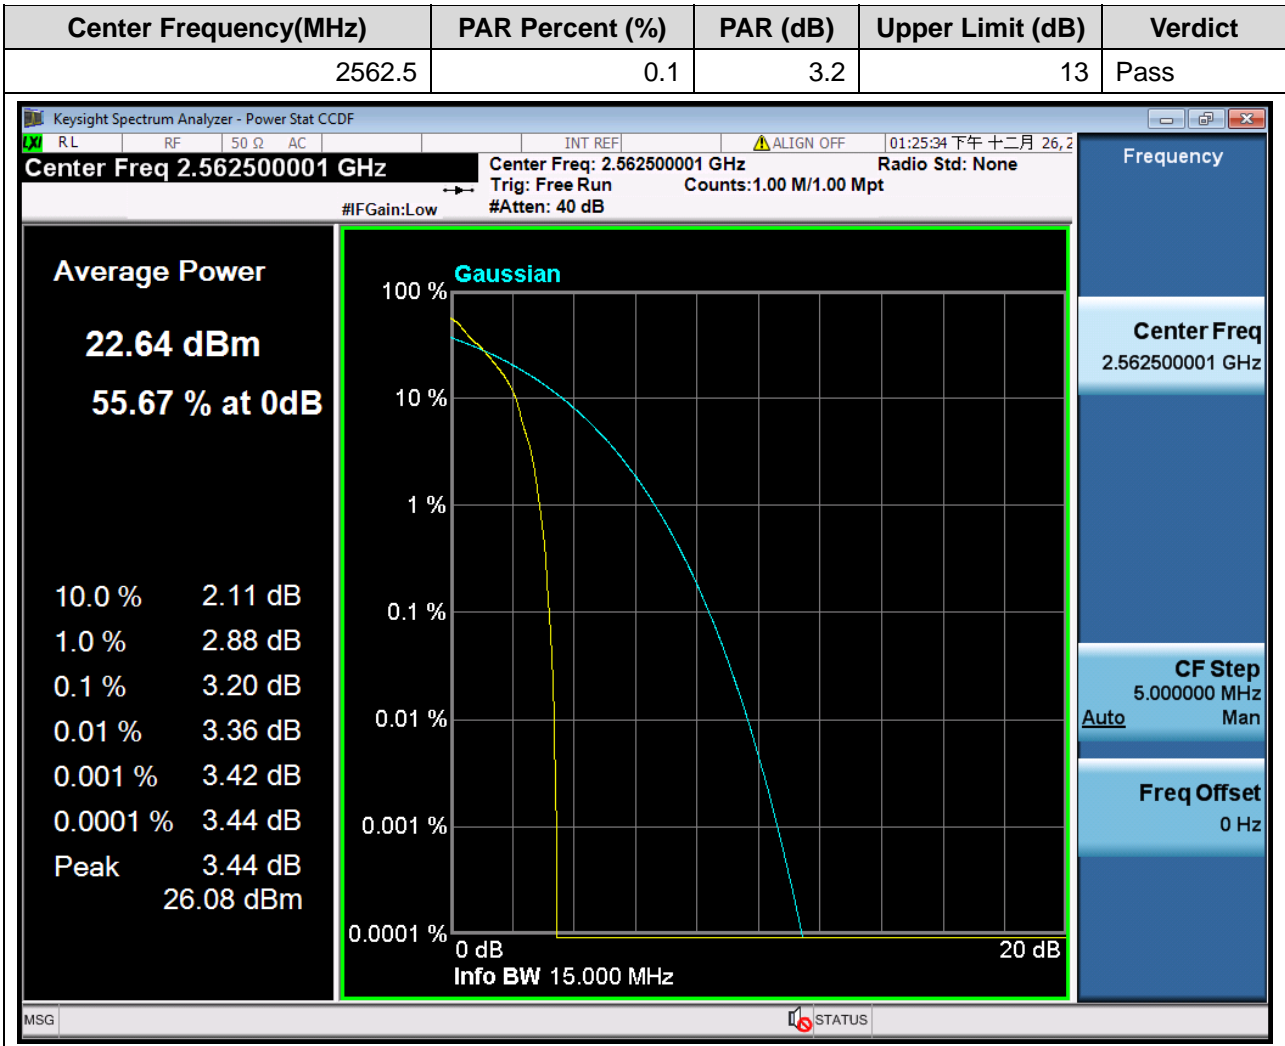 Center Frequency(MHz) PAR Percent (%) PAR (dB) Upper Limit (dB) Verdict
2562.5 0.1 3.2 13 Pass
Keysight Spectrum Analyzer - Power Stat CCDF
LXI RL RF 50 Ω AC INT REF ALIGN OFF 01:25:34 下午 十二月 26, 2
Center Freq 2.562500001 GHz
Center Freq: 2.562500001 GHz Radio Std: None
Trig: Free Run Counts:1.00 M/1.00 Mpt
#IFGain:Low #Atten: 40 dB
Average Power
22.64 dBm
55.67 % at 0dB
10.0 % 2.11 dB
1.0 % 2.88 dB
0.1 % 3.20 dB
0.01 % 3.36 dB
0.001 % 3.42 dB
0.0001 % 3.44 dB
Peak 3.44 dB
26.08 dBm
Gaussian
100 %
10 %
1 %
0.1 %
0.01 %
0.001 %
0.0001 %
0 dB 20 dB
Info BW 15.000 MHz
Frequency
Center Freq
2.562500001 GHz
CF Step
5.000000 MHz
Auto Man
Freq Offset
0 Hz
MSG STATUS